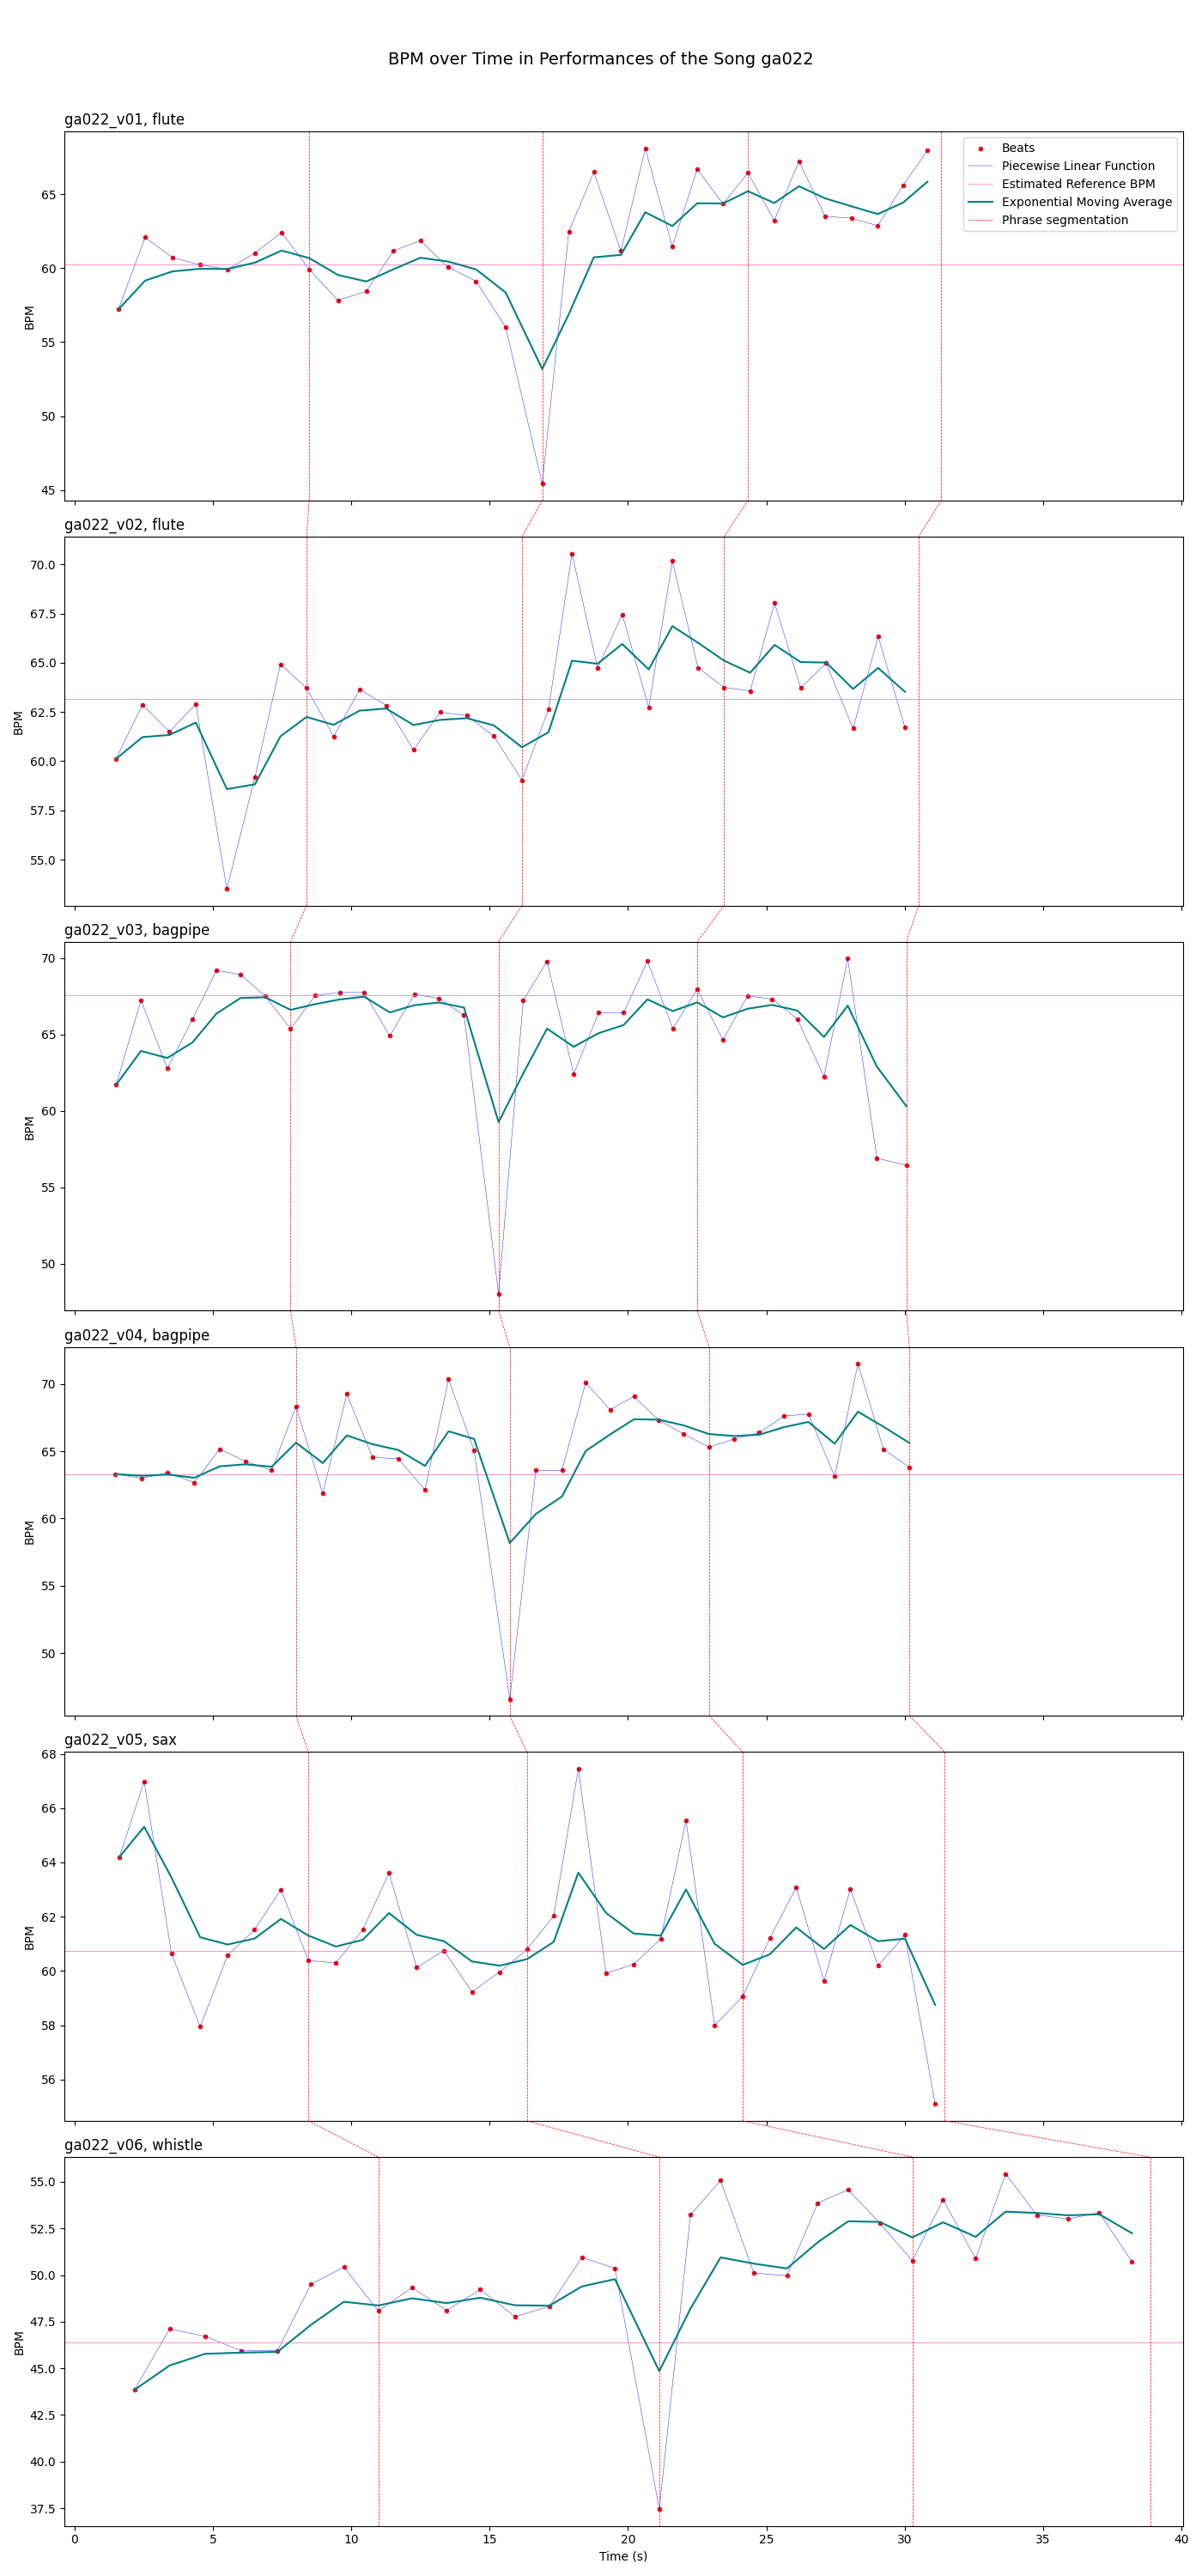 BPM over Time in Performances of the Song ga022
ga022_v01, flute
Beats
Piecewise Linear Function
Estimated Reference BPM
Exponential Moving Average
Phrase segmentation
65
60
55
50
45
BPM
ga022_v02, flute
70.0
67.5
65.0
62.5
60.0
57.5
55.0
BPM
ga022_v03, bagpipe
70
65
60
55
50
BPM
ga022_v04, bagpipe
70
65
60
55
50
BPM
ga022_v05, sax
68
66
64
62
60
58
56
BPM
ga022_v06, whistle
55.0
52.5
50.0
47.5
45.0
42.5
40.0
37.5
BPM
0 5 10 15 20 25 30 35 40
Time (s)